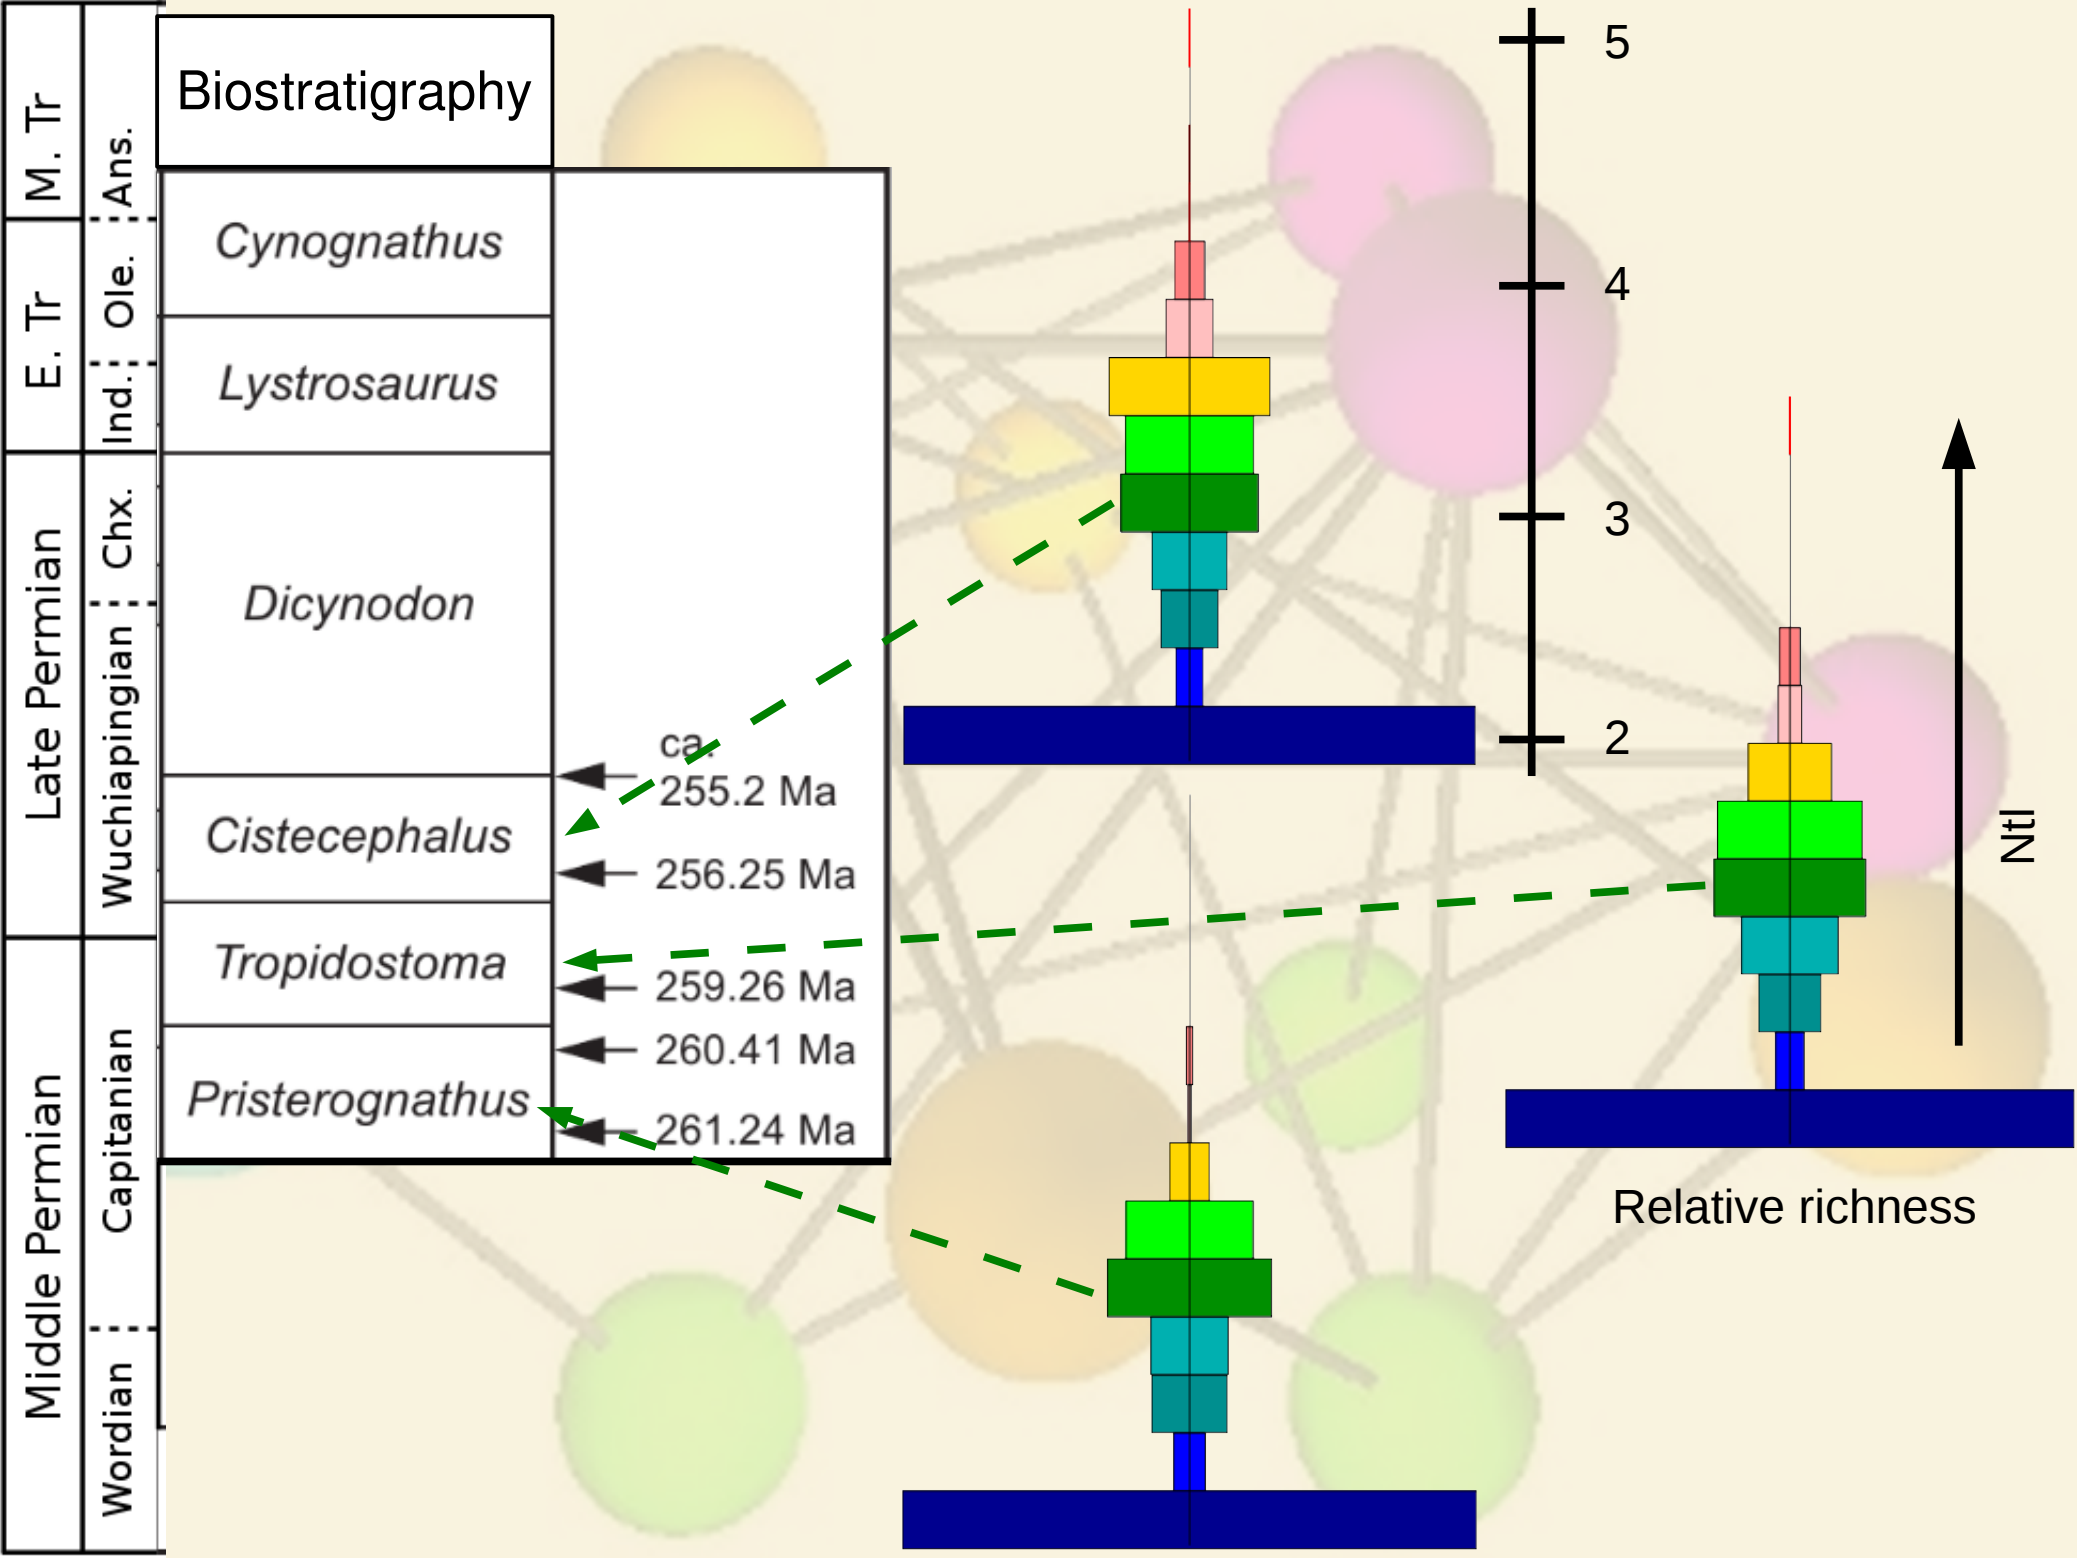 Biostratigraphy
M. Tr
E. Tr
Late Permian
Middle Permian
Ans.
Ole.
Ind.
Chx.
Wuchiapingian
Capitanian
Wordian
Cynognathus
Lystrosaurus
Dicynodon
Cistecephalus
Tropidostoma
Pristerognathus
ca.
255.2 Ma
256.25 Ma
259.26 Ma
260.41 Ma
261.24 Ma
5
4
3
2
Ntl
Relative richness